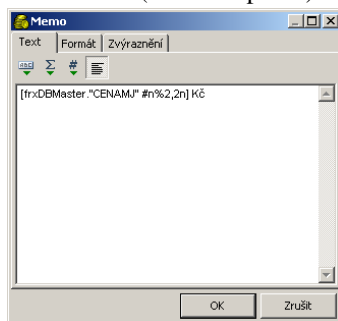 Memo
Text Formát Zvýraznění
[frxDBMaster."CENAMJ" #n%2,2n] Kč
OK Zrušit